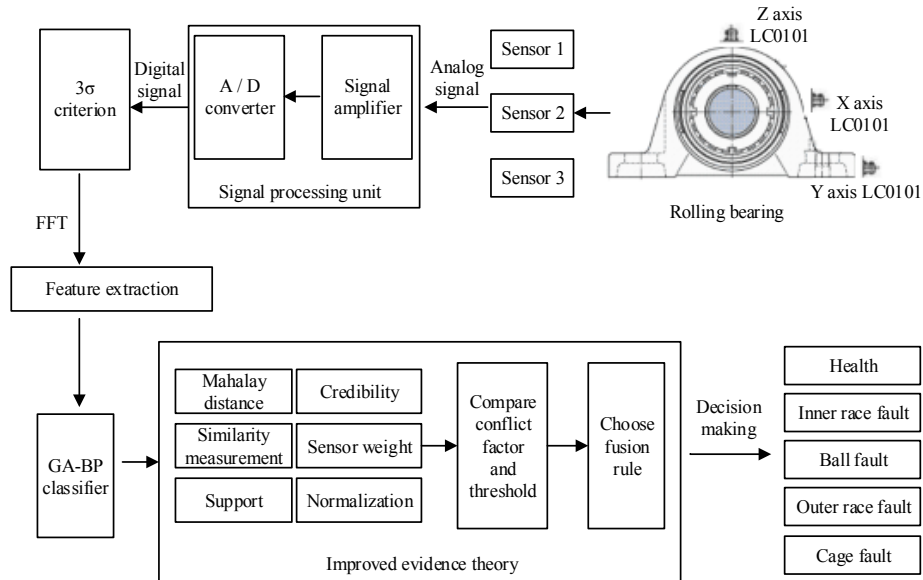 3σ
criterion
Digital
signal
A / D
converter
Signal
amplifier
Signal processing unit
Analog
signal
Sensor 1
Sensor 2
Sensor 3
Z axis
LC0101
X axis
LC0101
Y axis LC0101
Rolling bearing
FFT
Feature extraction
GA-BP
classifier
Mahalay
distance
Credibility
Similarity
measurement
Sensor weight
Support
Normalization
Compare
conflict
factor
and
threshold
Choose
fusion
rule
Improved evidence theory
Decision
making
Health
Inner race fault
Ball fault
Outer race fault
Cage fault